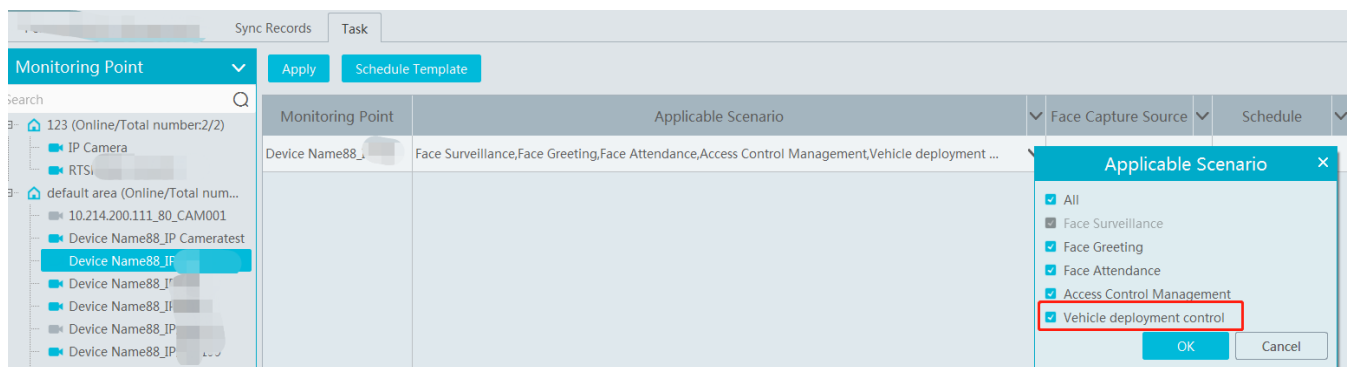 Sync Records Task
Monitoring Point
Apply Schedule Template
Search
Monitoring Point Applicable Scenario Face Capture Source Schedule
123 (Online/Total number:2/2)
IP Camera
RTS
Device Name88_ Face Surveillance,Face Greeting,Face Attendance,Access Control Management,Vehicle deployment ...
default area (Online/Total num...
10.214.200.111_80_CAM001
Device Name88_IP Cameratest
Device Name88_IP
Device Name88_IP
Device Name88_IP
Device Name88_IP
Device Name88_IP
Applicable Scenario
All
Face Surveillance
Face Greeting
Face Attendance
Access Control Management
Vehicle deployment control
OK Cancel